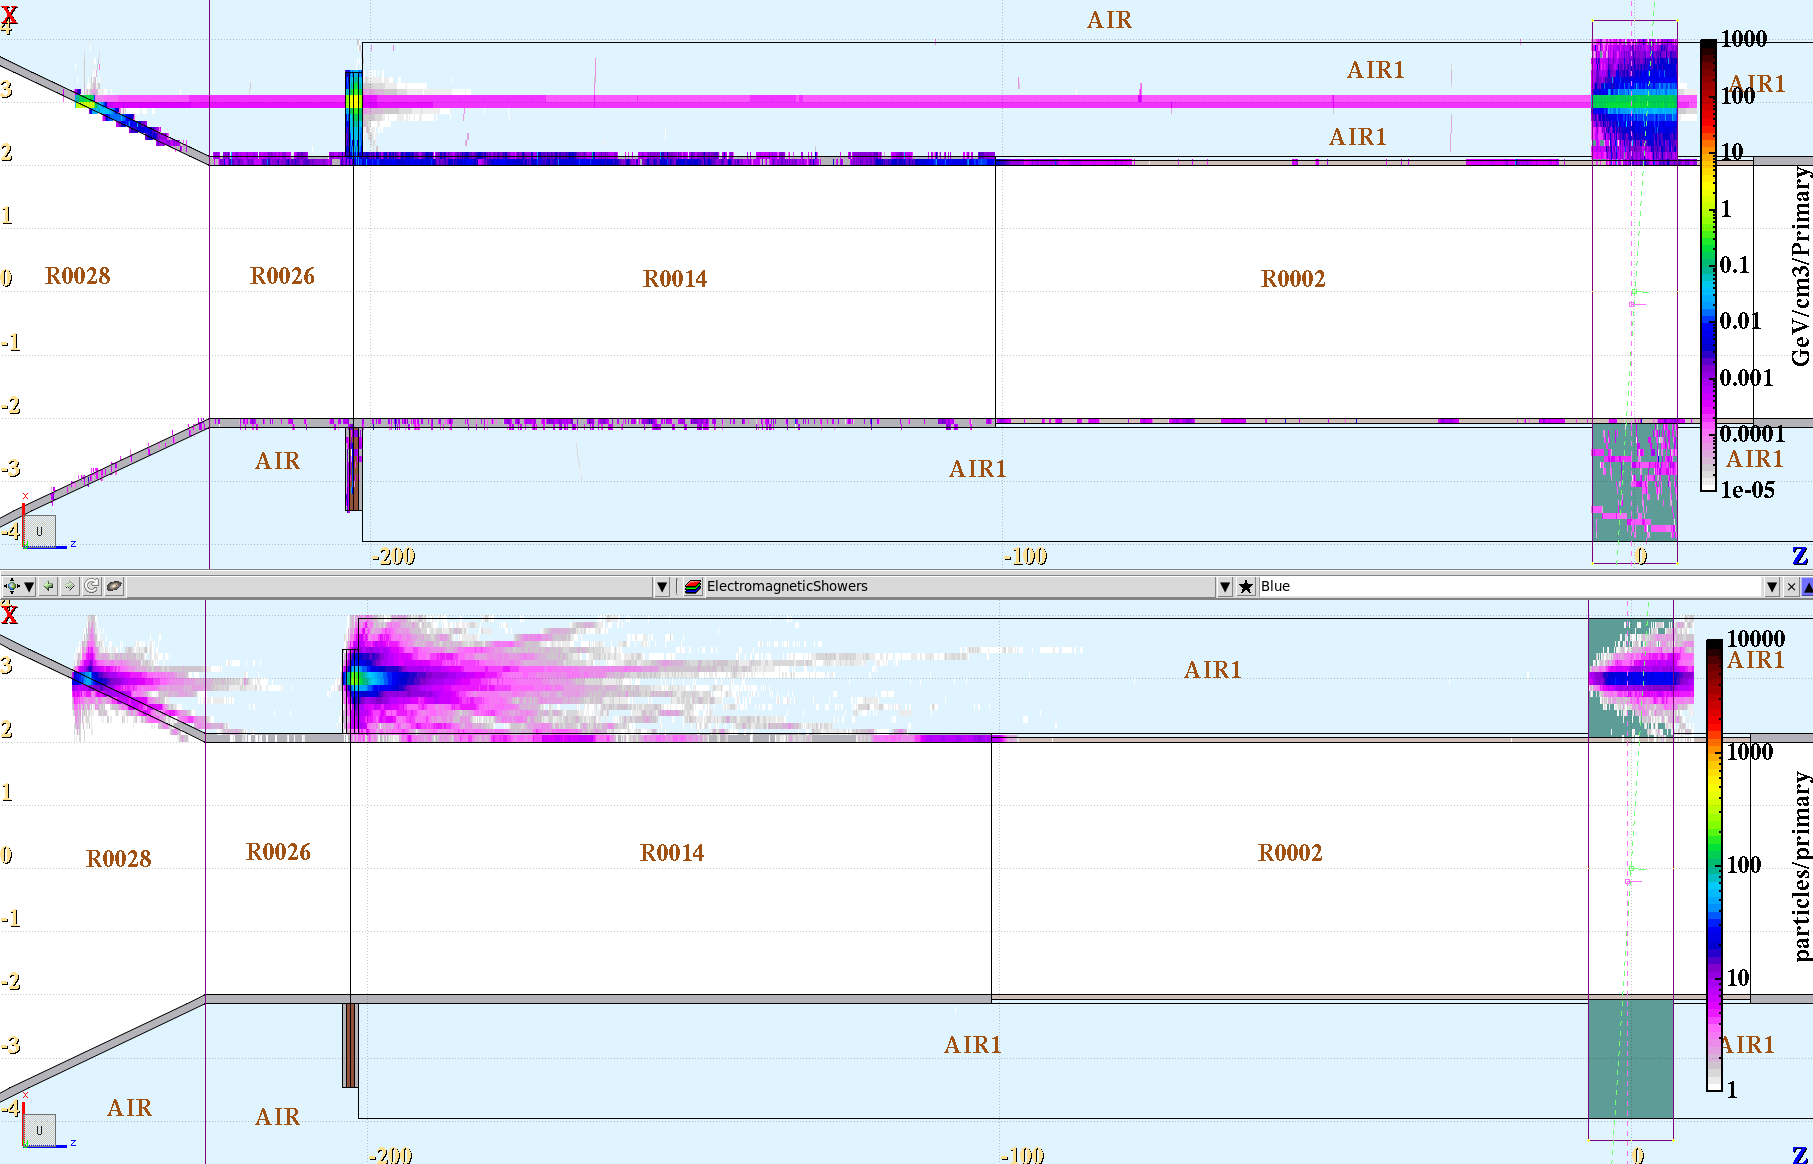 X
AIR
4
1000
AIR1
AIR1
3
100
AIR1
10
2
1
1
R0028
R0026
R0014
R0002
0
0.1
GeV/cm3/Primary
0.01
-1
0.001
-2
0.0001
AIR
AIR1
AIR1
-3
1e-05
x
-4
U
z
-200
-100
0
Z
ElectromagneticShowers
Blue
X
10000
3
AIR1
AIR1
2
1000
1
R0028
R0026
R0014
R0002
0
100
particles/primary
-1
10
-2
-3
AIR1
AIR1
1
x
-4
AIR
AIR
U
z
-200
-100
0
Z